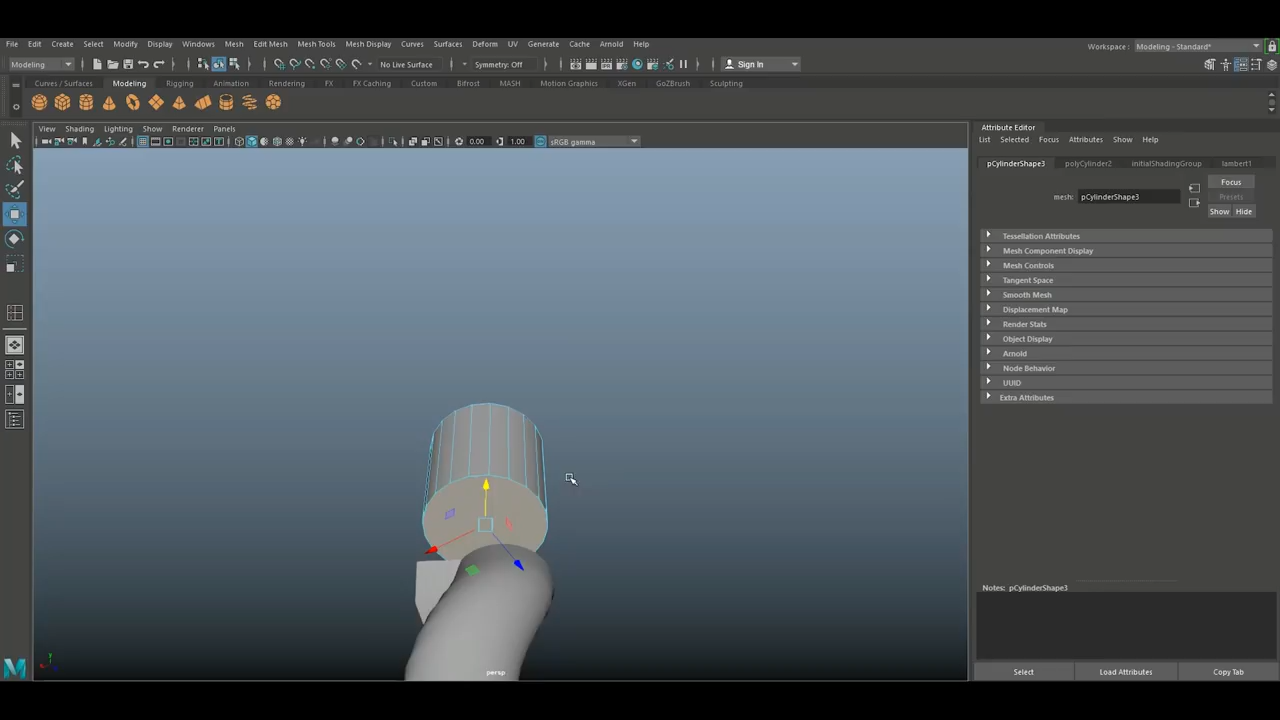 File Edit Create Select Modify Display Windows Mesh Edit Mesh Mesh Tools Mesh Display Curves Surfaces Deform UV Generate Cache Arnold Help
Workspace : Modeling - Standard*
Modeling No Live Surface Symmetry: Off Sign In
Curves / Surfaces Modeling Rigging Animation Rendering FX FX Caching Custom Bifrost MASH Motion Graphics XGen GoZBrush Sculpting
View Shading Lighting Show Renderer Panels
0.00 1.00 sRGB gamma
Attribute Editor
List Selected Focus Attributes Show Help
pCylinderShape3 polyCylinder2 initialShadingGroup lambert1
Focus
mesh: pCylinderShape3
Presets
Show Hide
Tessellation Attributes
Mesh Component Display
Mesh Controls
Tangent Space
Smooth Mesh
Displacement Map
Render Stats
Object Display
Arnold
Node Behavior
UUID
Extra Attributes
Notes: pCylinderShape3
Select Load Attributes Copy Tab
persp